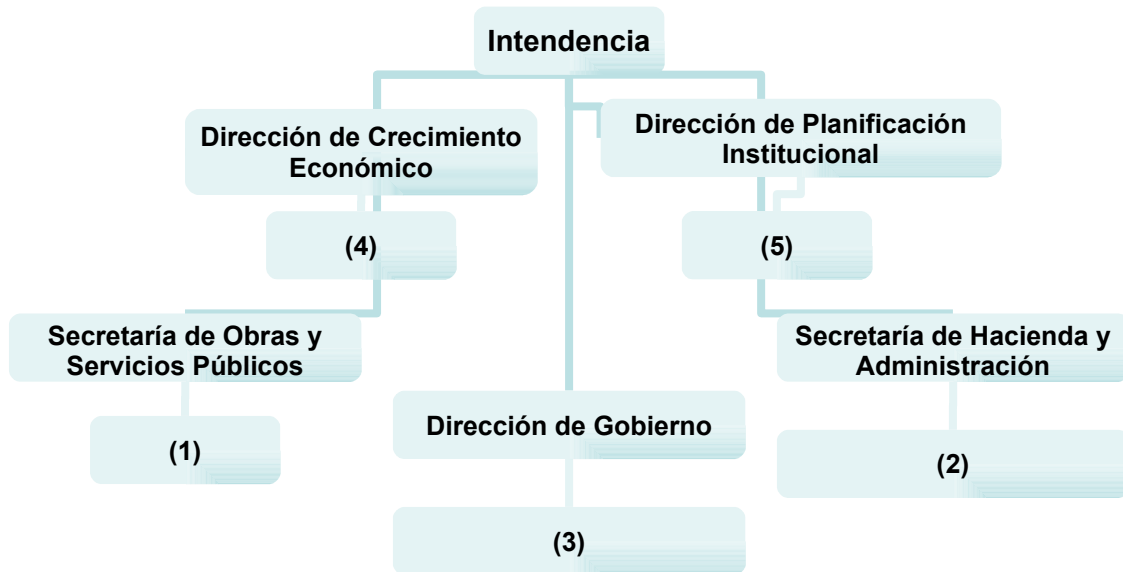 Intendencia
Dirección de Crecimiento
Económico
Dirección de Planificación
Institucional
(4)
(5)
Secretaría de Obras y
Servicios Públicos
Secretaría de Hacienda y
Administración
Dirección de Gobierno
(1)
(2)
(3)